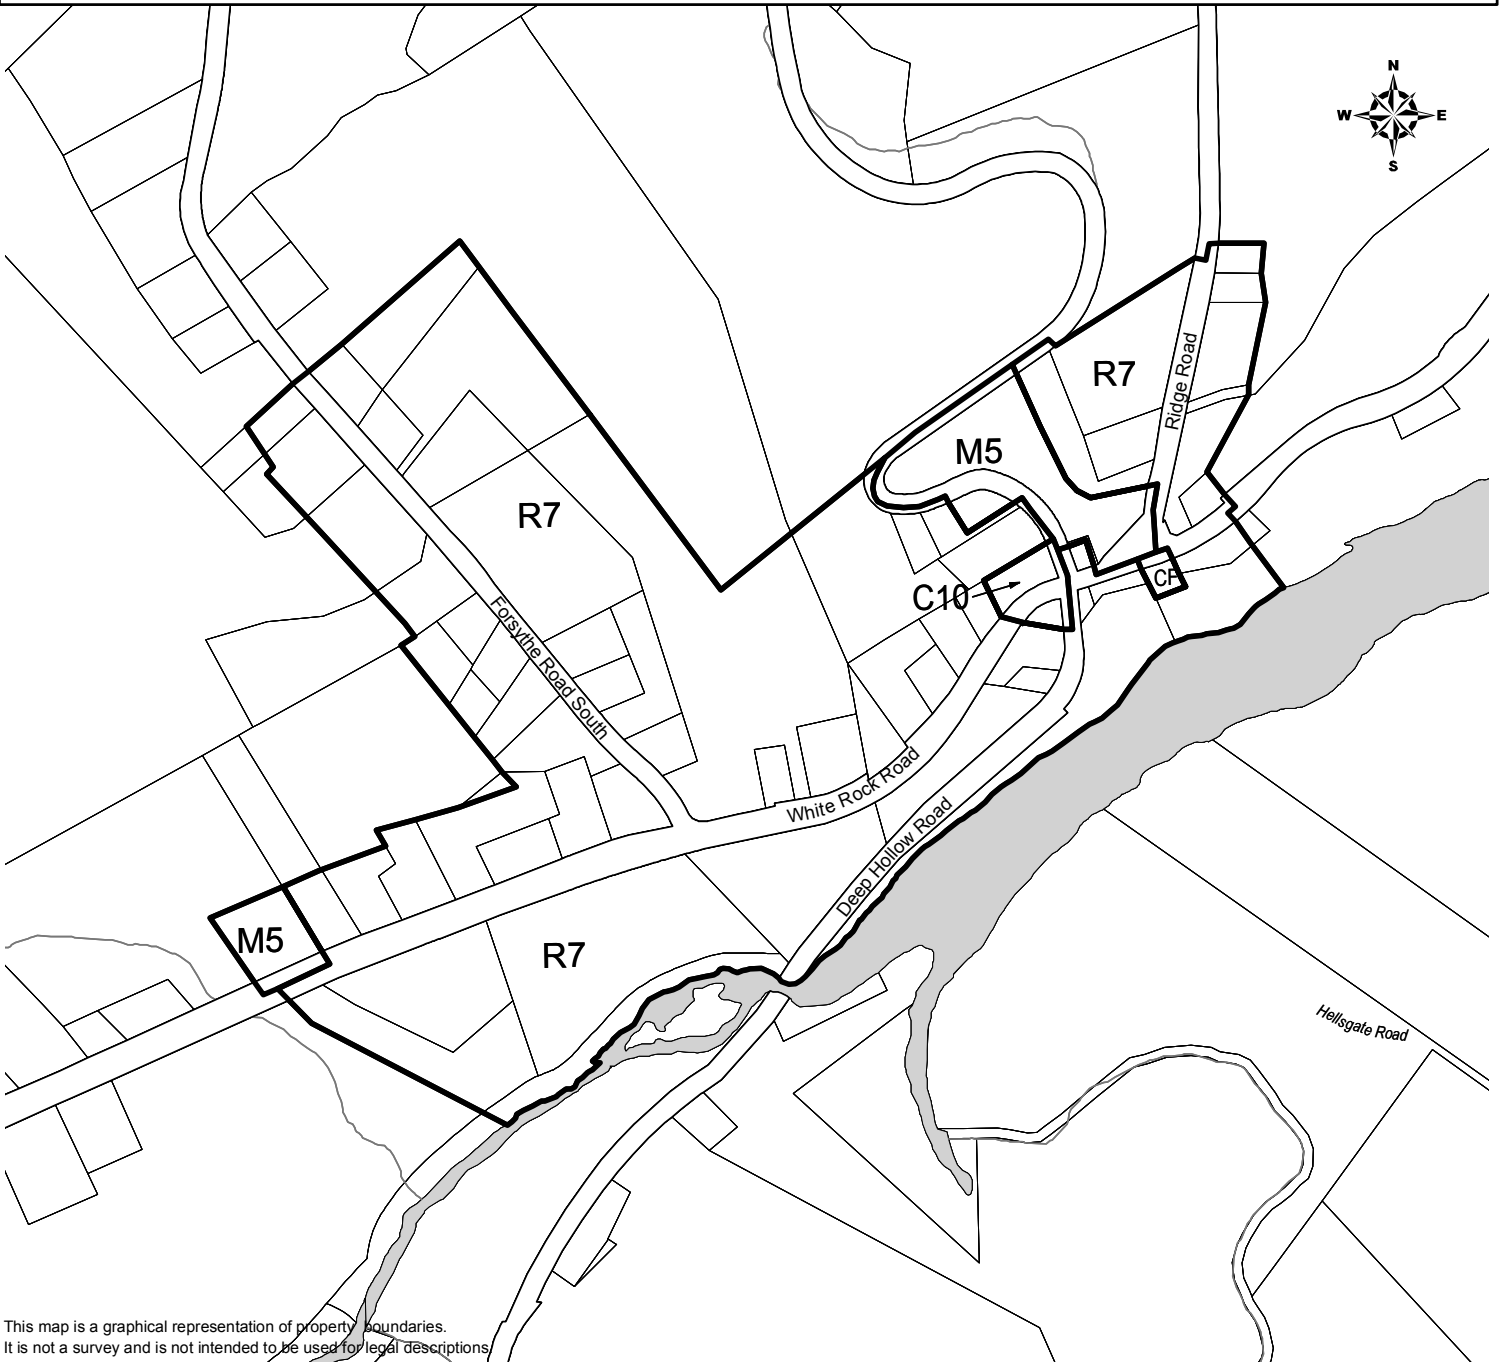 N
W E
S
R7
Ridge Road
M5
R7
CF
C10
Forsythe Road South
White Rock Road
Deep Hollow Road
M5
R7
Hellsgate Road
This map is a graphical representation of property boundaries.
It is not a survey and is not intended to be used for legal descriptions